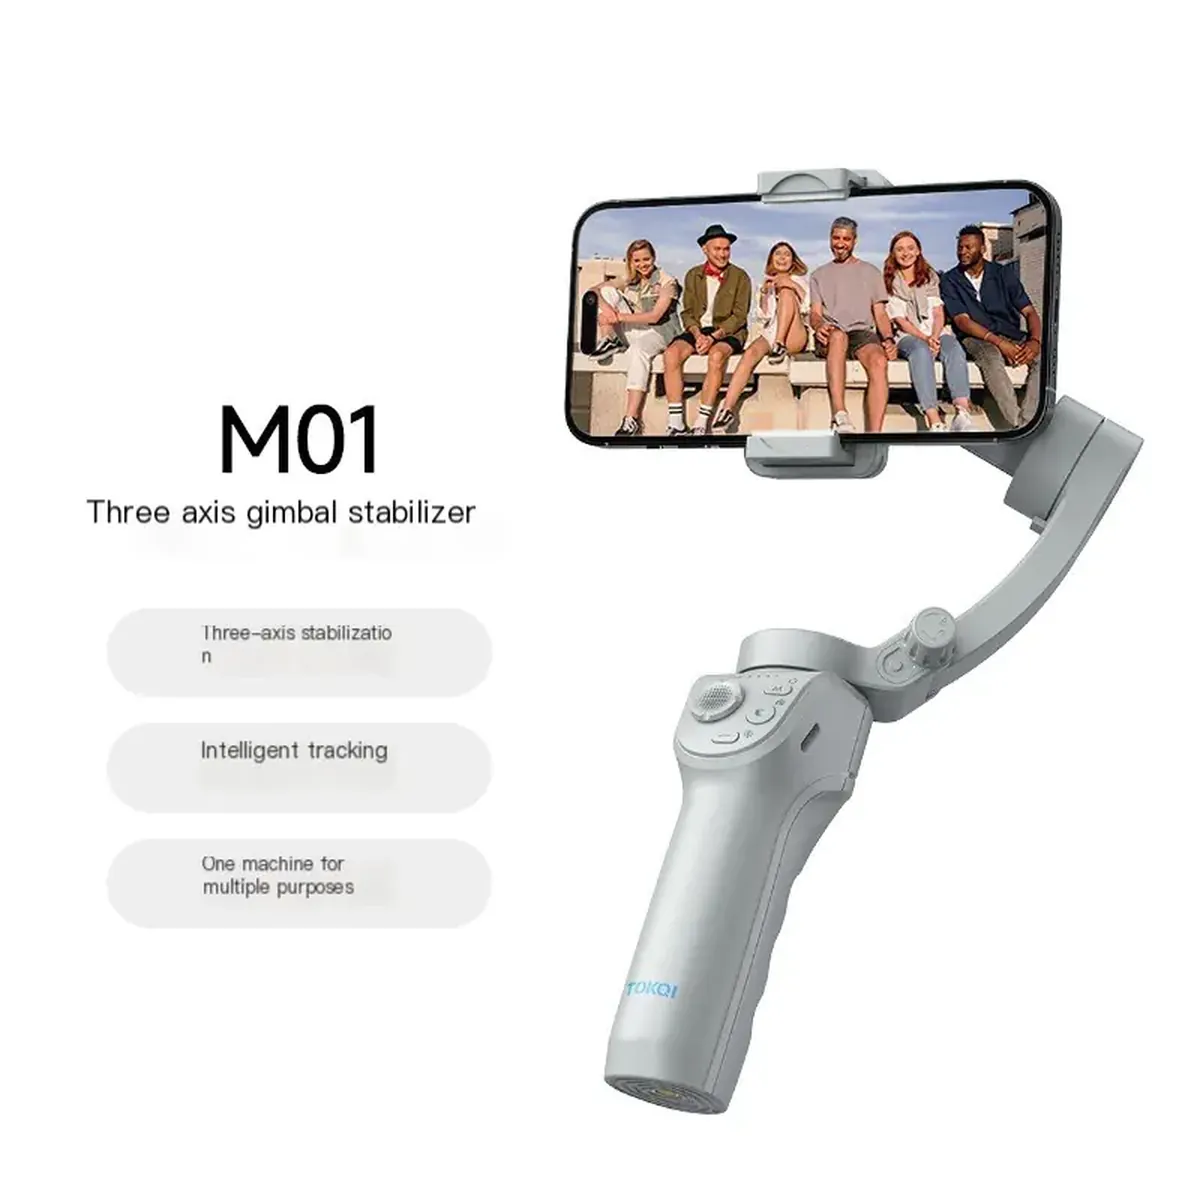 M01
Three axis gimbal stabilizer
Three-axis stabilizatio
n
Intelligent tracking
One machine for
multiple purposes
M
TOKQI